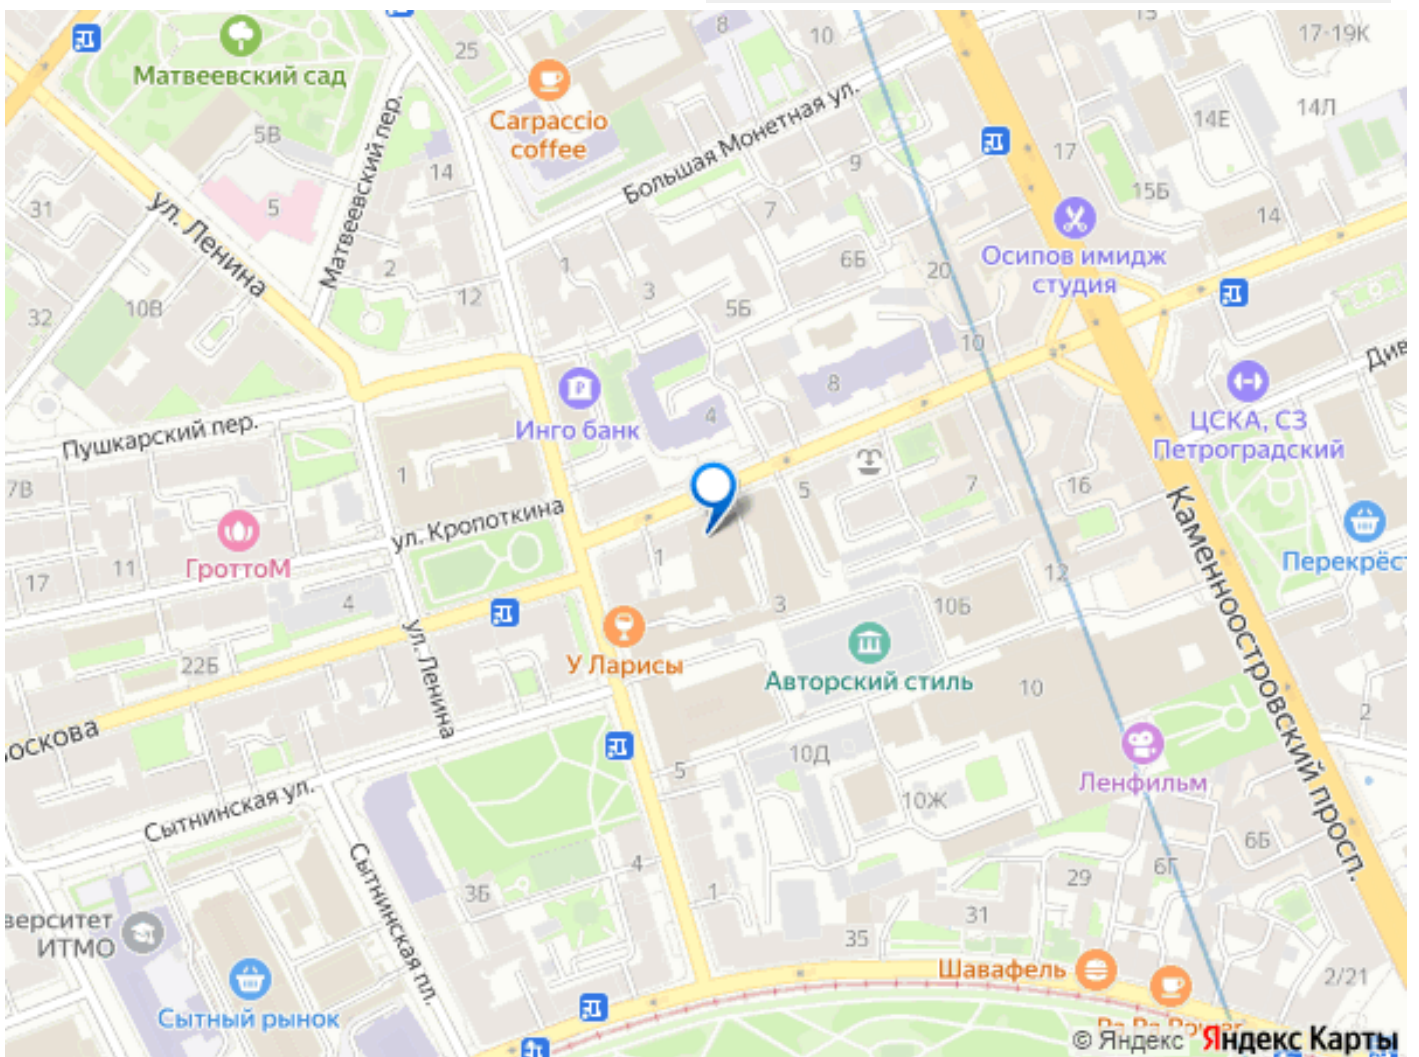 8
10
15
17-19К
25
Матвеевский сад
Carpaccio
coffee
14Л
14Е
5В
Матвеевский пер.
Большая Монетная ул.
17
14
9
15Б
5
31
ул. Ленина
7
14
Осипов имидж
студия
6Б
2
1
20
3
12
10В
5Б
32
10
Див
8
4
Инго банк
ЦСКА, СЗ
Петроградский
Пушкарский пер.
1
7В
5
7
16
ул. Кропоткина
Каменноостровский просп.
ГроттоМ
11
17
1
Перекрёс
12
4
3
10Б
ул. Ленина
22Б
У Ларисы
Авторский стиль
10
2
оскова
10Д
5
Ленфильм
Сытнинская ул.
10Ж
6Б
Сытнинская пл.
4
6Г
3Б
1
29
31
верситет
ИТМО
35
Шавафель
2/21
Сытный рынок
© Яндекс Яндекс Карты